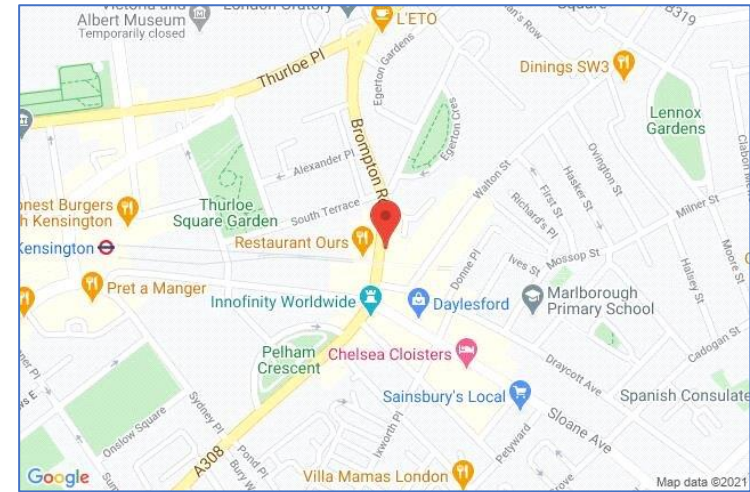 Albert Museum
Temporarily closed
L'ETO
B319
Thurloe Pl
Egerton Gardens
Dinings SW3
Brompton
Egerton Cres
Lennox
Gardens
Alexander Pl
Walton St
Ovington St
Hasker St
First St
Richard's Pl
Milner St
Thurloe
Square Garden
South Terrace
Kensington
Restaurant Ours
Donne Pl
Ives St
Mossop St
Moore St
Halsey St
Pret a Manger
Innofinity Worldwide
Daylesford
Marlborough
Primary School
Cadogan St
Pelham
Crescent
Chelsea Cloisters
Draycott Ave
Sainsbury's Local
Spanish Consulate
Sydney Pl
Onslow Square
Ixworth Pl
Petyward
Sloane Ave
A308
Pond Pl
Bury
Villa Mamas London
Google
Map data ©2021